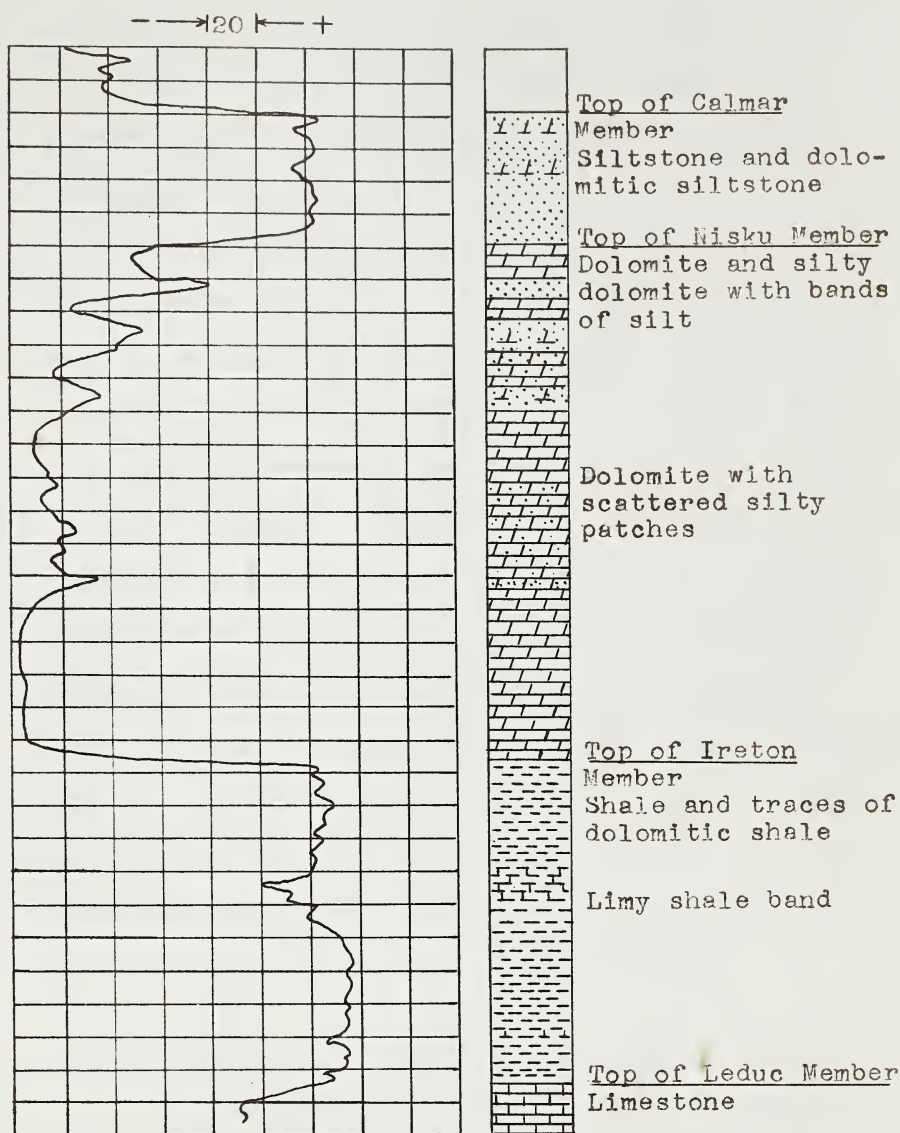 - 20 +
Top of Calmar
Member
Siltstone and dolo-
mitic siltstone
Top of Nisku Member
Dolomite and silty
dolomite with bands
of silt
Dolomite with
scattered silty
patches
Top of Ireton
Member
Shale and traces of
dolomitic shale
Limy shale band
Top of Leduc Member
Limestone